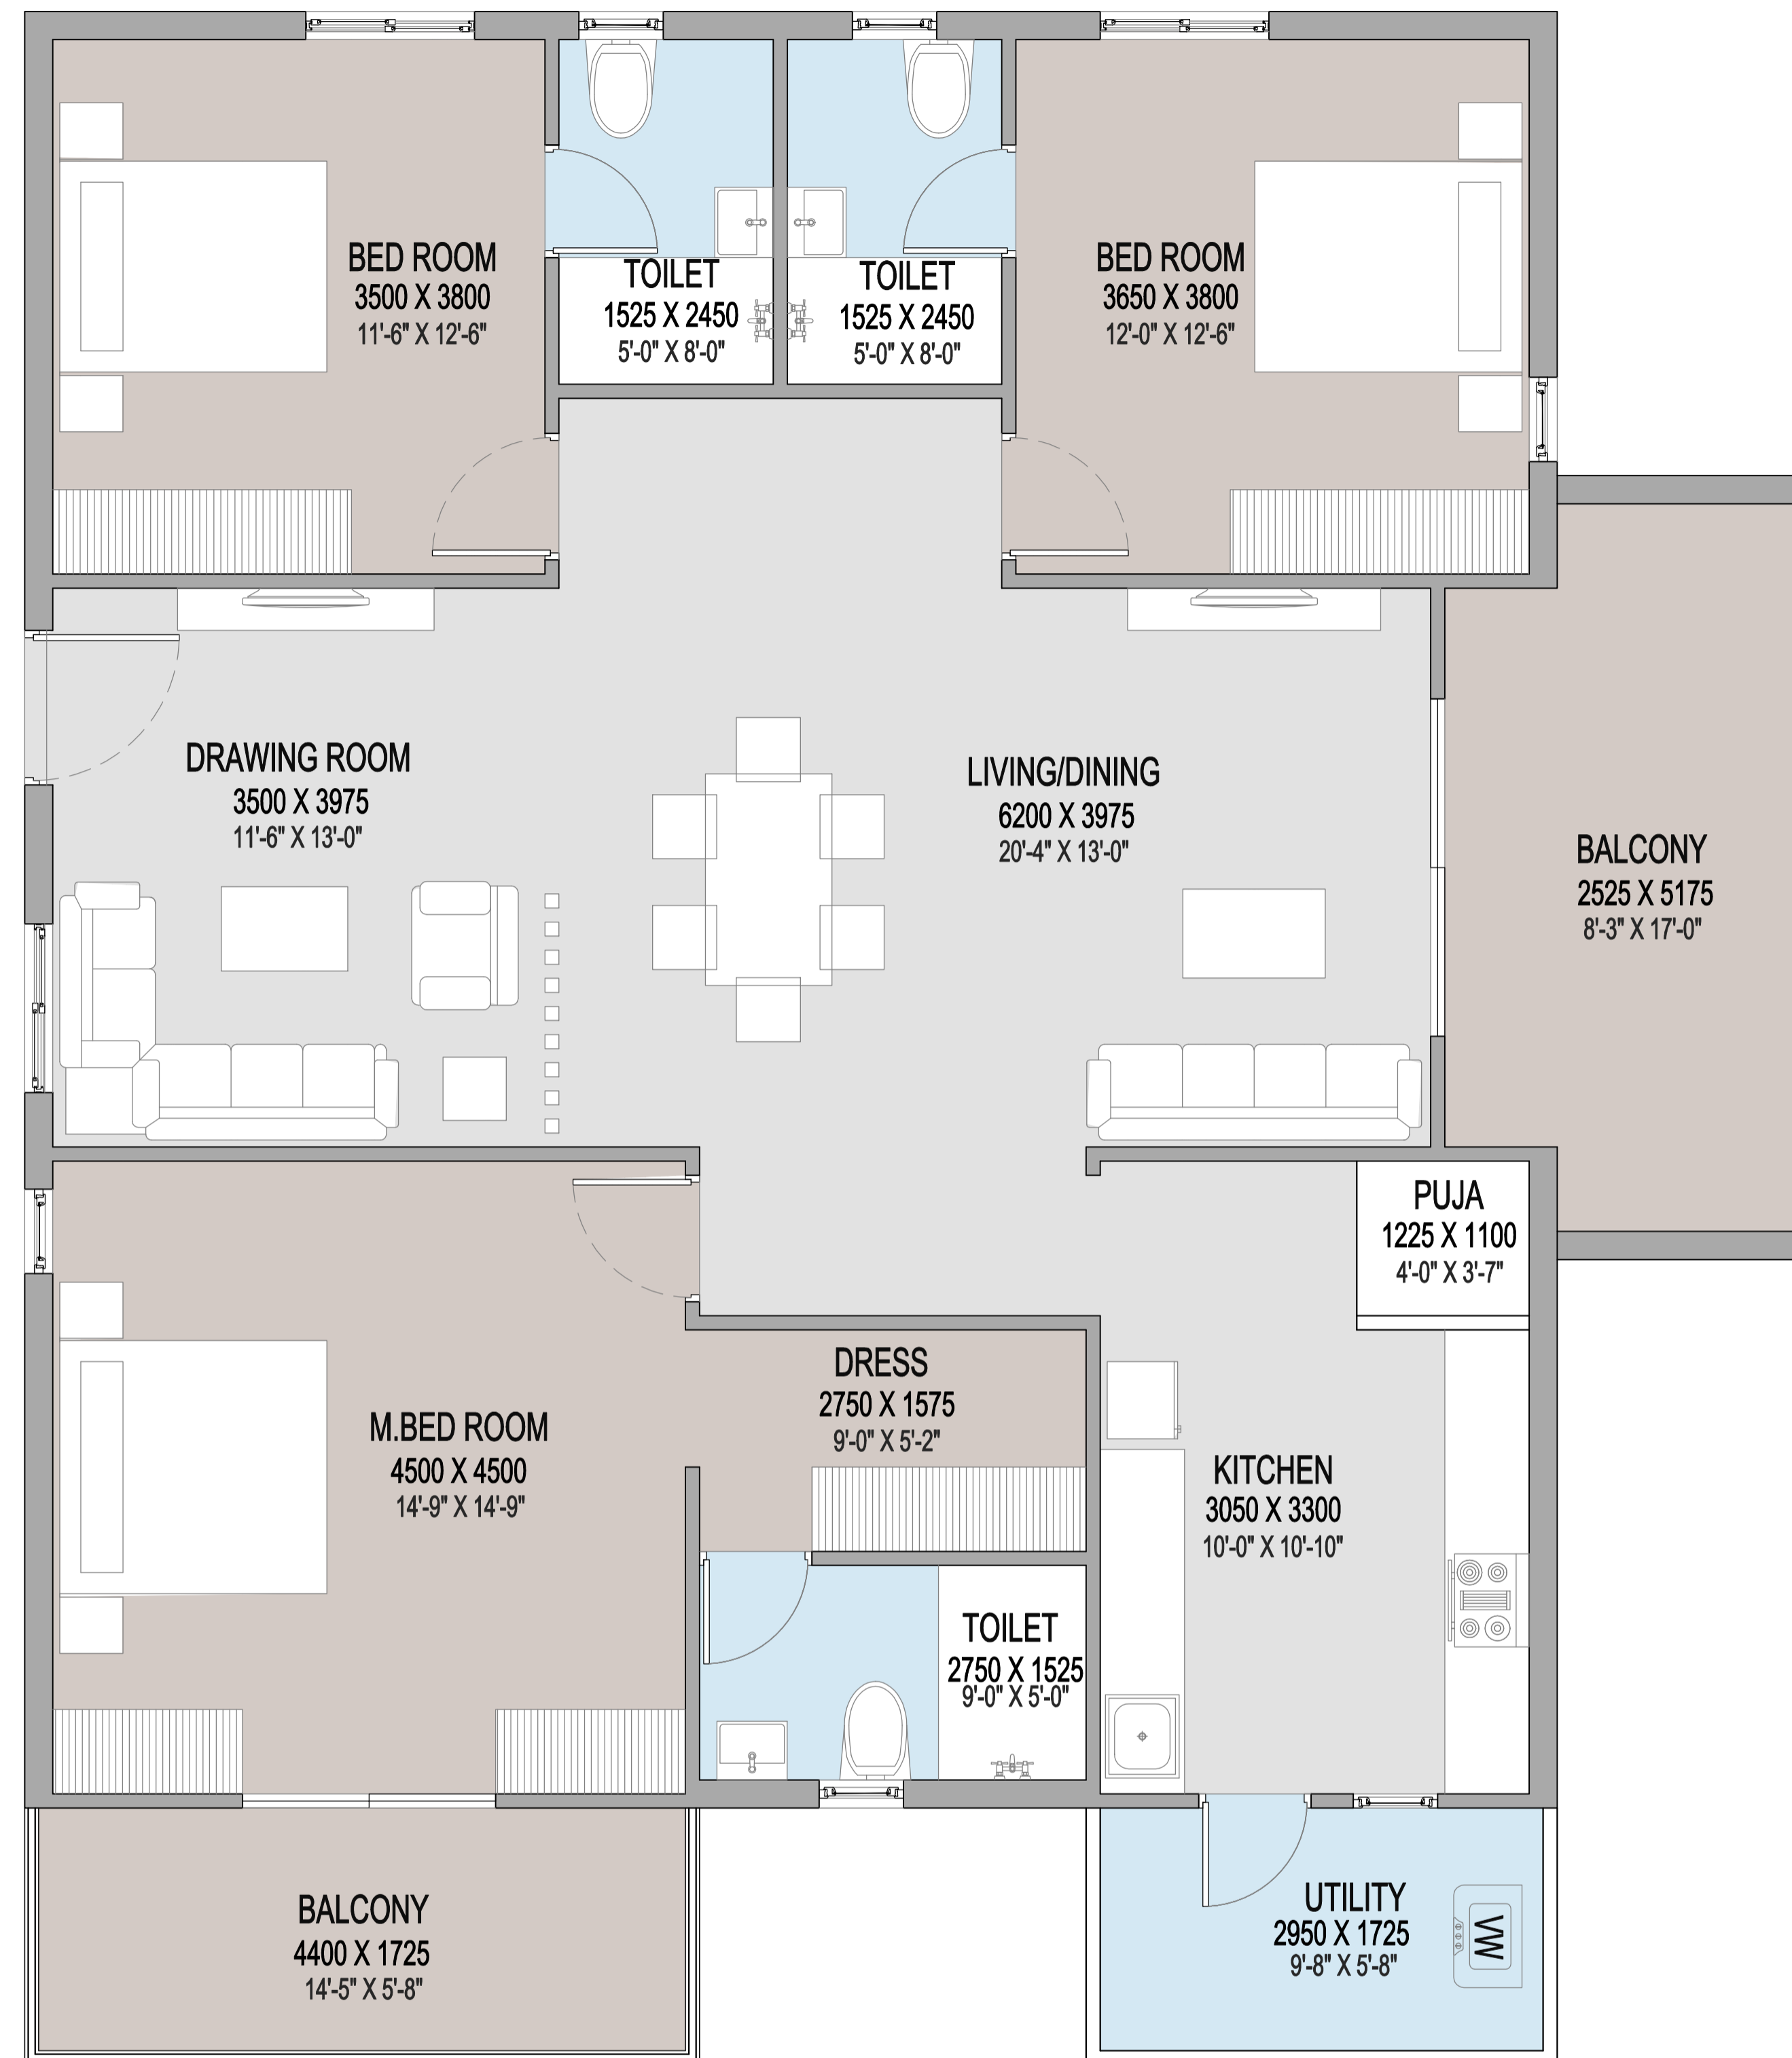 BED ROOM
3500 X 3800
11'-6" X 12'-6"
TOILET
1525 X 2450
5'-0" X 8'-0"
TOILET
1525 X 2450
5'-0" X 8'-0"
BED ROOM
3650 X 3800
12'-0" X 12'-6"
DRAWING ROOM
3500 X 3975
11'-6" X 13'-0"
LIVING/DINING
6200 X 3975
20'-4" X 13'-0"
BALCONY
2525 X 5175
8'-3" X 17'-0"
PUJA
1225 X 1100
4'-0" X 3'-7"
DRESS
2750 X 1575
9'-0" X 5'-2"
M.BED ROOM
4500 X 4500
14'-9" X 14'-9"
KITCHEN
3050 X 3300
10'-0" X 10'-10"
TOILET
2750 X 1525
9'-0" X 5'-0"
BALCONY
4400 X 1725
14'-5" X 5'-8"
UTILITY
2950 X 1725
9'-8" X 5'-8"
W